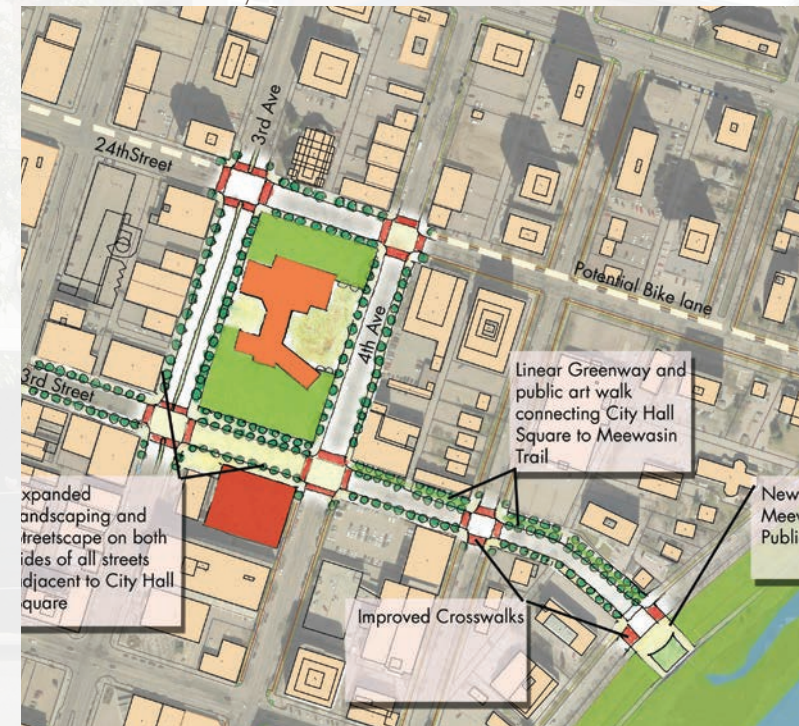 3rd Ave
24thStreet
Potential Bike lane
4th Ave
3rd Street
Linear Greenway and
public art walk
connecting City Hall
Square to Meewasin
Trail
xpanded
andscaping and
treetscape on both
ides of all streets
djacent to City Hall
quare
New
Meew
Publi
Improved Crosswalks